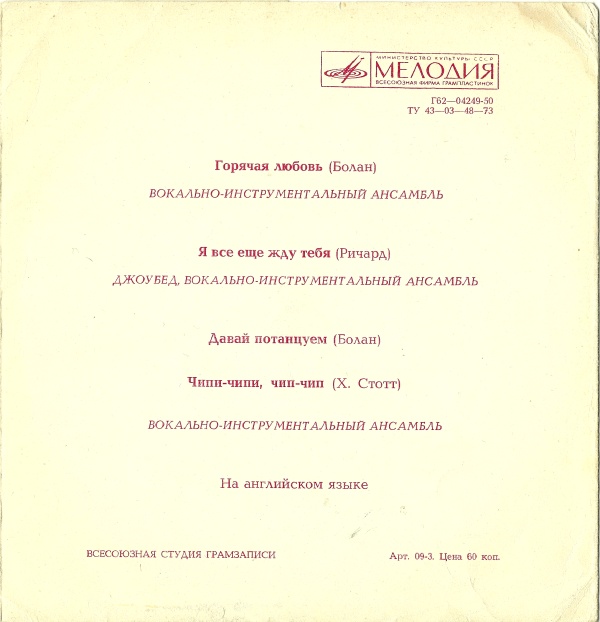 МИНИСТЕРСТВО КУЛЬТУРЫ СССР
МЕЛОДИЯ
ВСЕСОЮЗНАЯ ФИРМА ГРАМПЛАСТИНОК
Г62—04249-50
ТУ 43—03—48—73
Горячая любовь (Болан)
ВОКАЛЬНО-ИНСТРУМЕНТАЛЬНЫЙ АНСАМБЛЬ
Я все еще жду тебя (Ричард)
ДЖОУБЕД, ВОКАЛЬНО-ИНСТРУМЕНТАЛЬНЫЙ АНСАМБЛЬ
Давай потанцуем (Болан)
Чипи-чипи, чип-чип (Х. Стотт)
ВОКАЛЬНО-ИНСТРУМЕНТАЛЬНЫЙ АНСАМБЛЬ
На английском языке
ВСЕСОЮЗНАЯ СТУДИЯ ГРАМЗАПИСИ Арт. 09-3. Цена 60 коп.